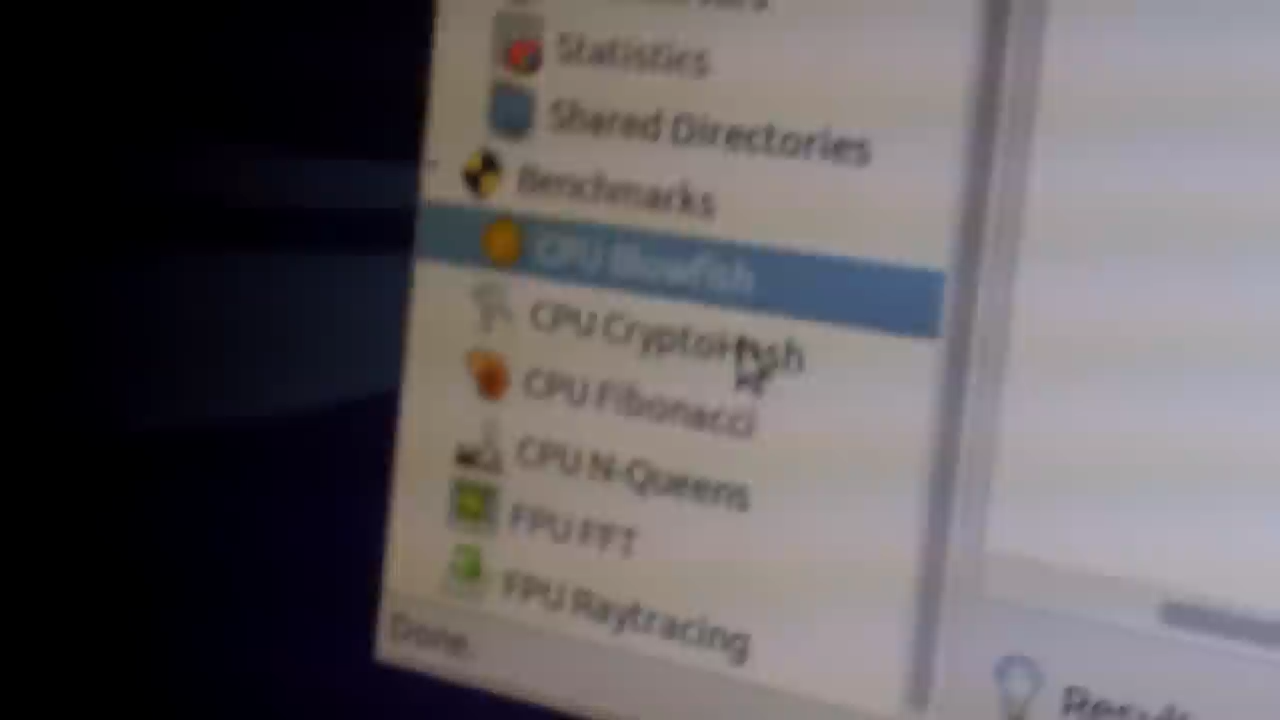 Statistics
Shared Directories
Benchmarks
CPU Blowfish
CPU CryptoHash
CPU Fibonacci
CPU N-Queens
FPU FFT
FPU Raytracing
Done.